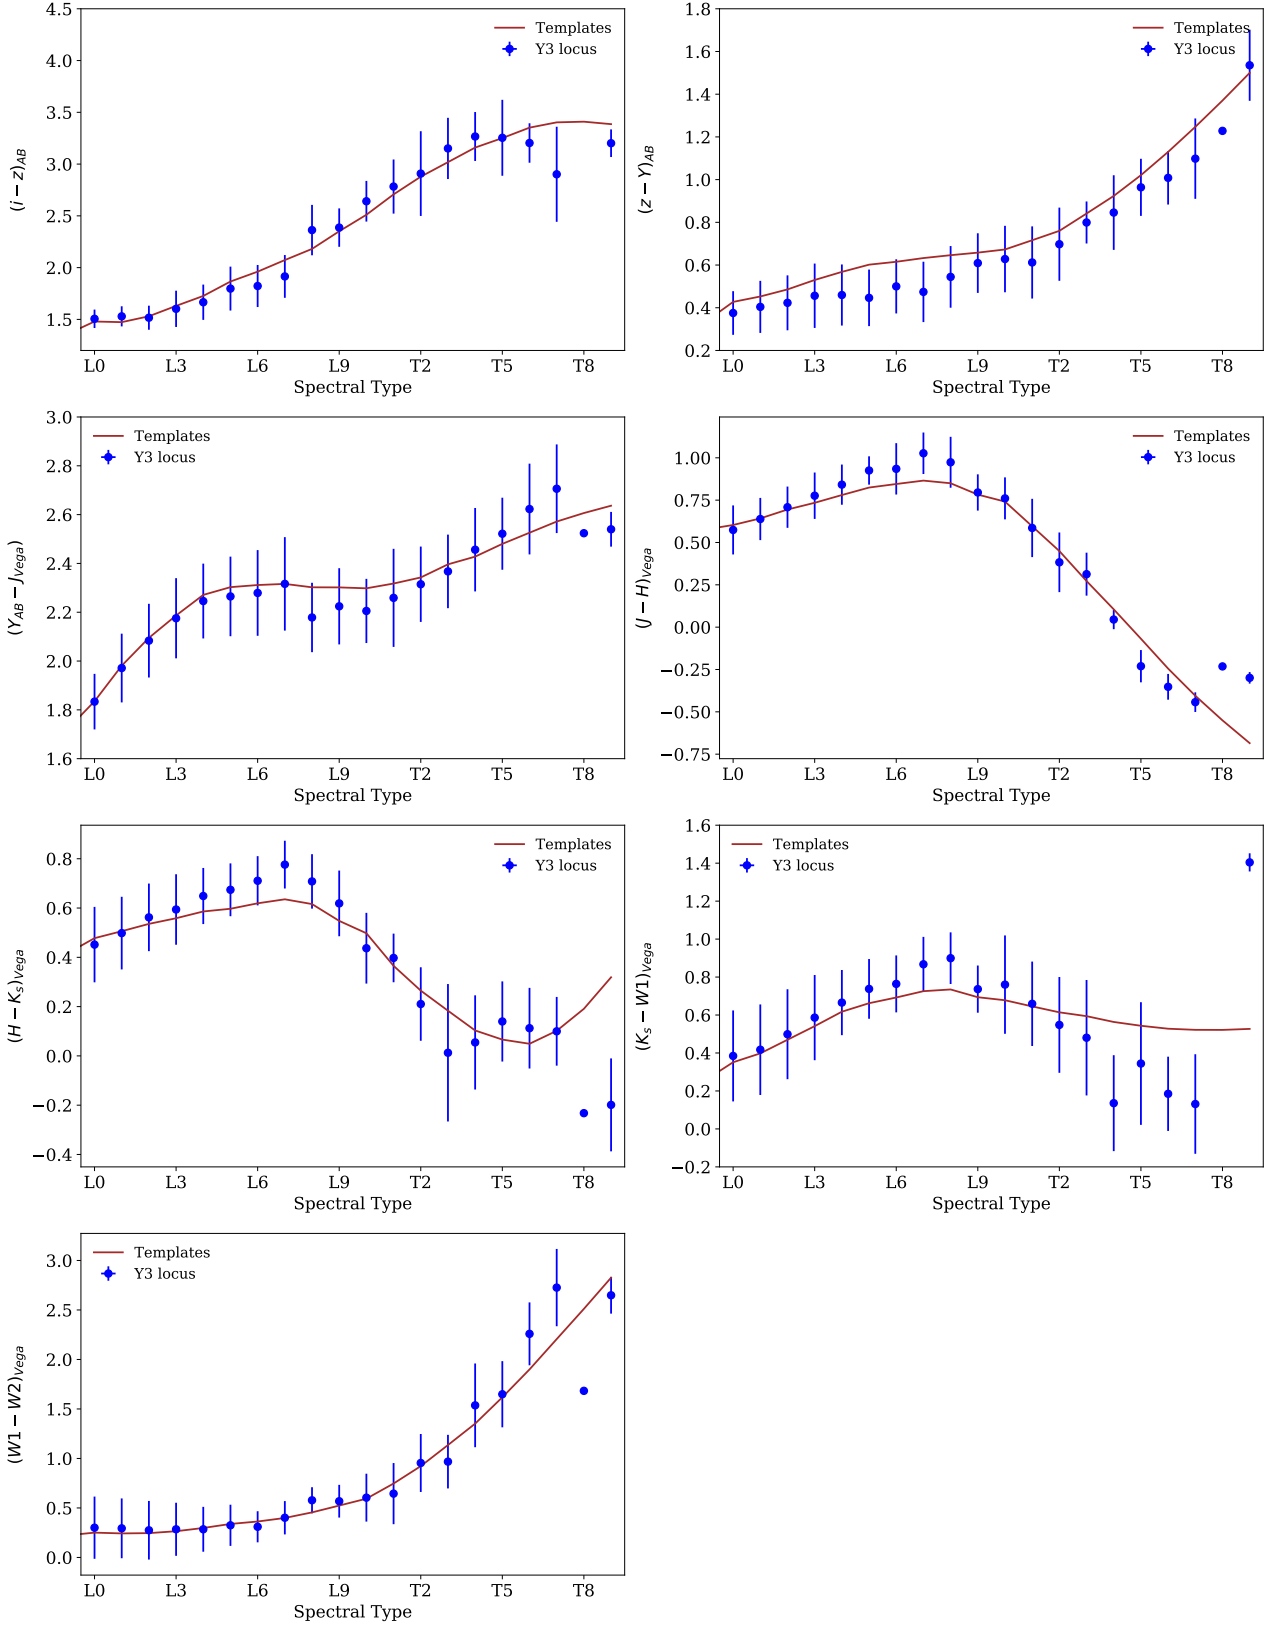 4.5
4.0
3.5
3.0
2.5
2.0
1.5
(i − z)AB
Templates
Y3 locus
L0 L3 L6 L9 T2 T5 T8
Spectral Type
1.8
1.6
1.4
1.2
1.0
0.8
0.6
0.4
0.2
(z − Y)AB
Templates
Y3 locus
L0 L3 L6 L9 T2 T5 T8
Spectral Type
3.0
2.8
2.6
2.4
2.2
2.0
1.8
1.6
(YAB − JVega)
Templates
Y3 locus
L0 L3 L6 L9 T2 T5 T8
Spectral Type
1.00
0.75
0.50
0.25
0.00
−0.25
−0.50
−0.75
(J − H)Vega
Templates
Y3 locus
L0 L3 L6 L9 T2 T5 T8
Spectral Type
0.8
0.6
0.4
0.2
0.0
−0.2
−0.4
(H − Ks)Vega
Templates
Y3 locus
L0 L3 L6 L9 T2 T5 T8
Spectral Type
1.6
1.4
1.2
1.0
0.8
0.6
0.4
0.2
0.0
−0.2
(Ks − W1)Vega
Templates
Y3 locus
L0 L3 L6 L9 T2 T5 T8
Spectral Type
3.0
2.5
2.0
1.5
1.0
0.5
0.0
(W1 − W2)Vega
Templates
Y3 locus
L0 L3 L6 L9 T2 T5 T8
Spectral Type